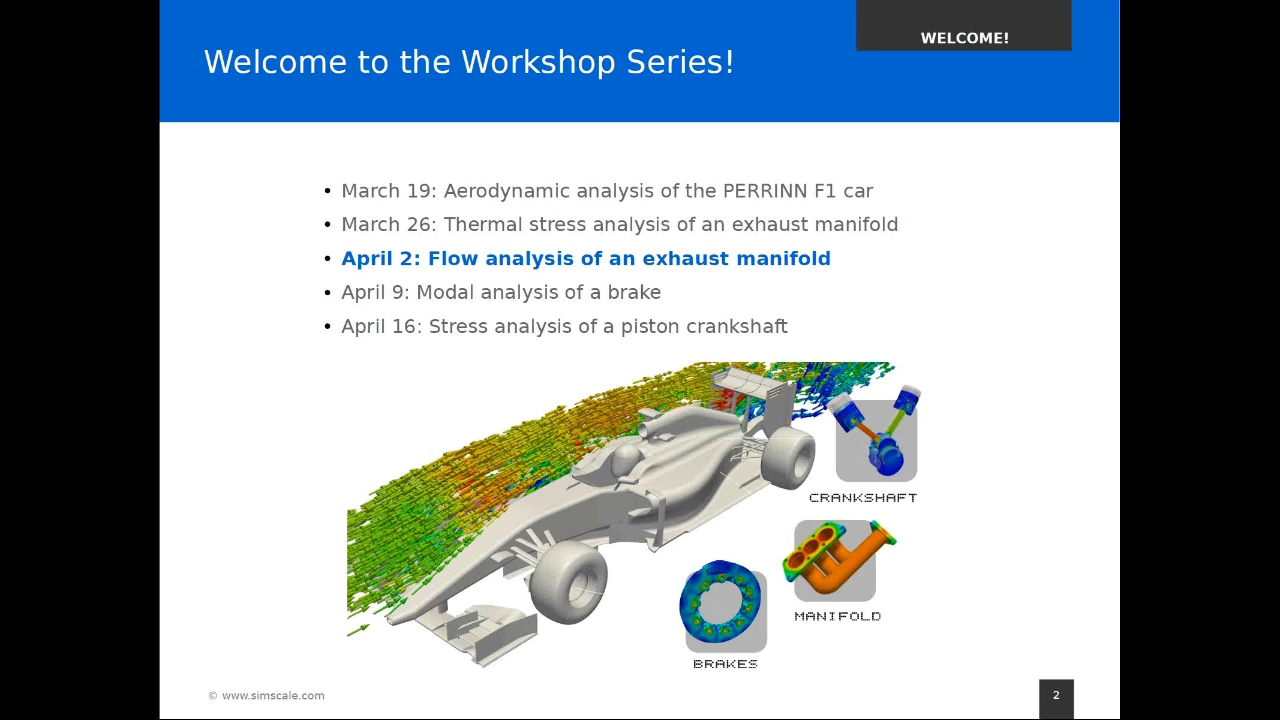 WELCOME!
Welcome to the Workshop Series!
• March 19: Aerodynamic analysis of the PERRINN F1 car
• March 26: Thermal stress analysis of an exhaust manifold
• April 2: Flow analysis of an exhaust manifold
• April 9: Modal analysis of a brake
• April 16: Stress analysis of a piston crankshaft
CRANKSHAFT
MANIFOLD
BRAKES
© www.simscale.com
2